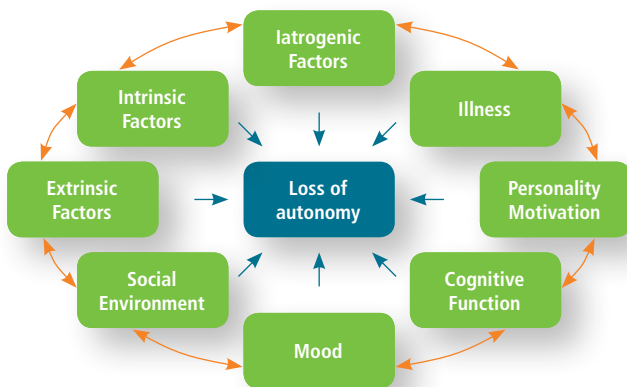 Iatrogenic
Factors
Intrinsic
Factors
Illness
Extrinsic
Factors
Loss of
autonomy
Personality
Motivation
Social
Environment
Cognitive
Function
Mood